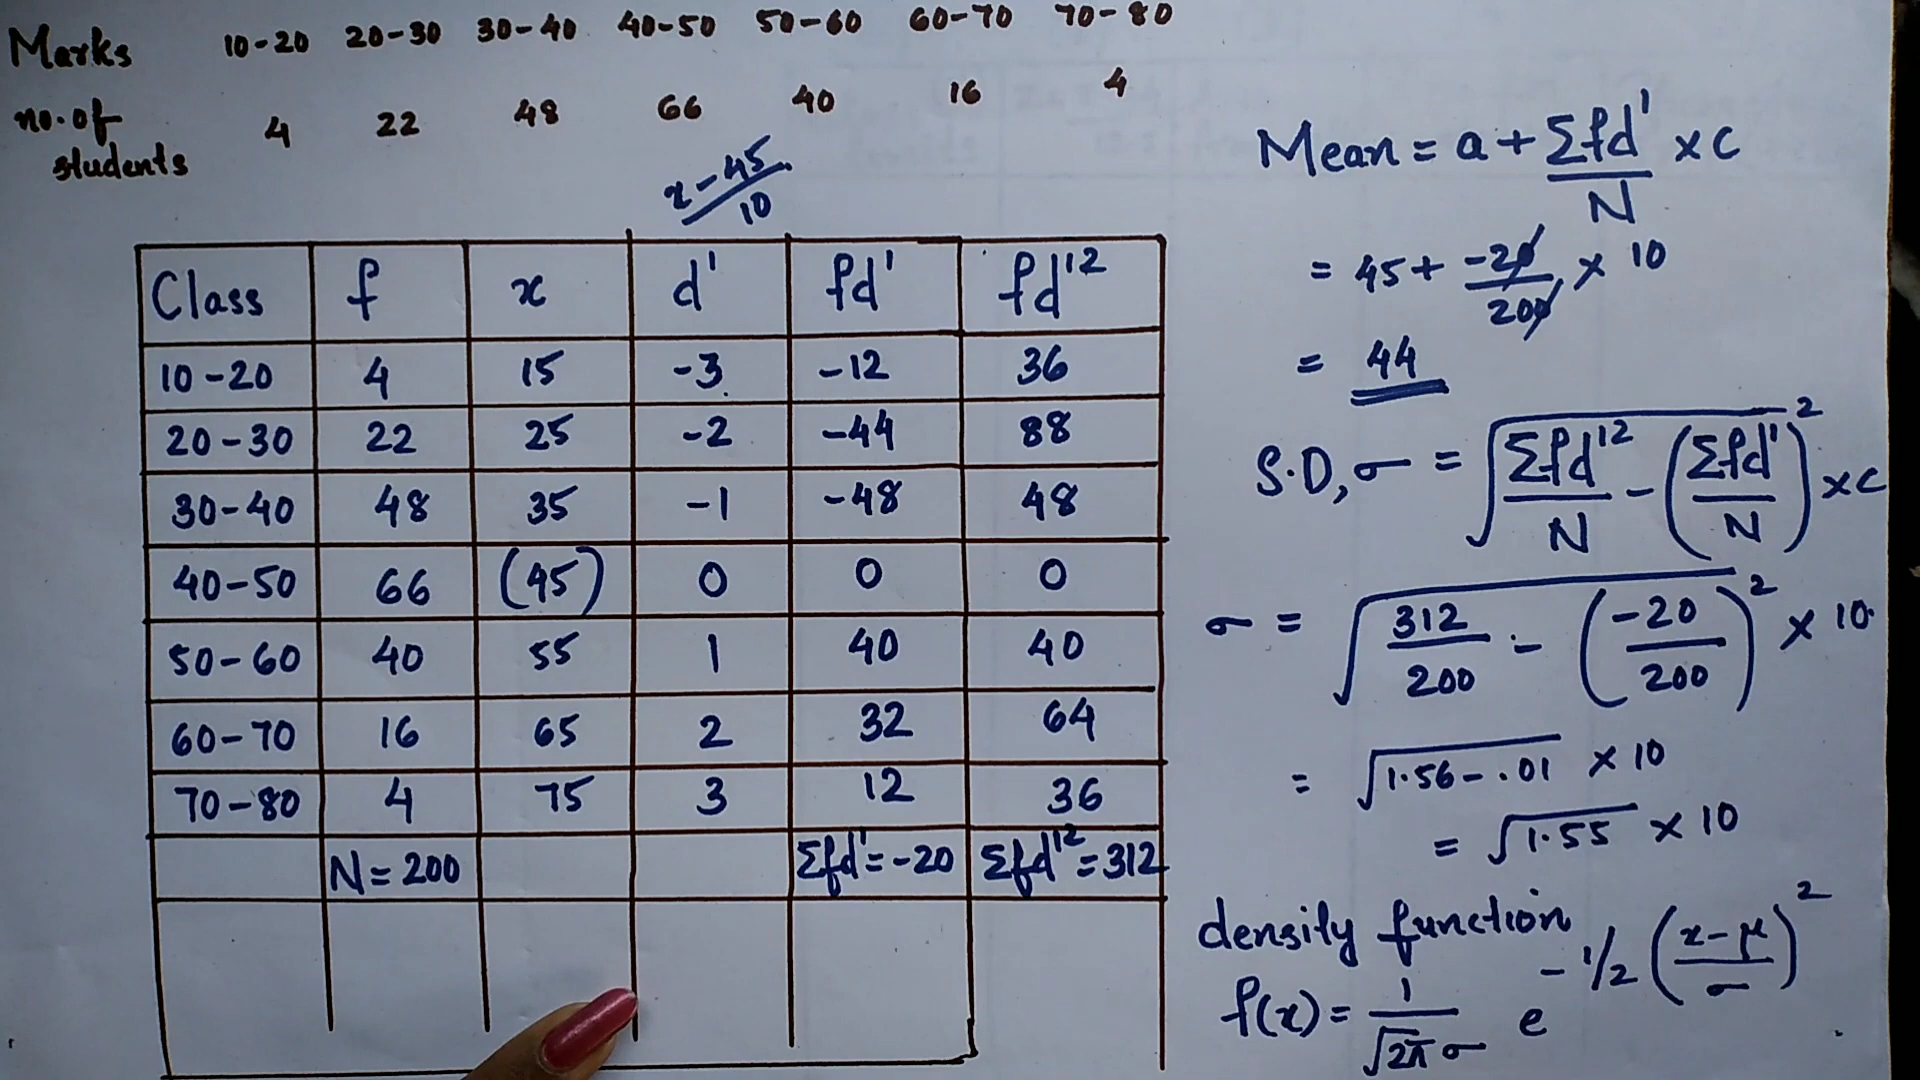 Marks 10-20 20-30 30-40 40-50 50-60 60-70 70-80
no. of students 4 22 48 66 40 16 4
x-45/10
Class f x d' fd' fd'²
10-20 4 15 -3 -12 36
20-30 22 25 -2 -44 88
30-40 48 35 -1 -48 48
40-50 66 (45) 0 0 0
50-60 40 55 1 40 40
60-70 16 65 2 32 64
70-80 4 75 3 12 36
N=200 Σfd'=-20 Σfd'²=312
Mean = a + Σfd'/N × c
= 45 + -20/200 × 10
= 44
S.D, σ = √(Σfd'²/N - (Σfd'/N)²) × c
σ = √(312/200 - (-20/200)²) × 10
= √(1.56 - .01) × 10
= √1.55 × 10
density function
f(x) = 1/√2π σ e -1/2 (x-μ/σ)²